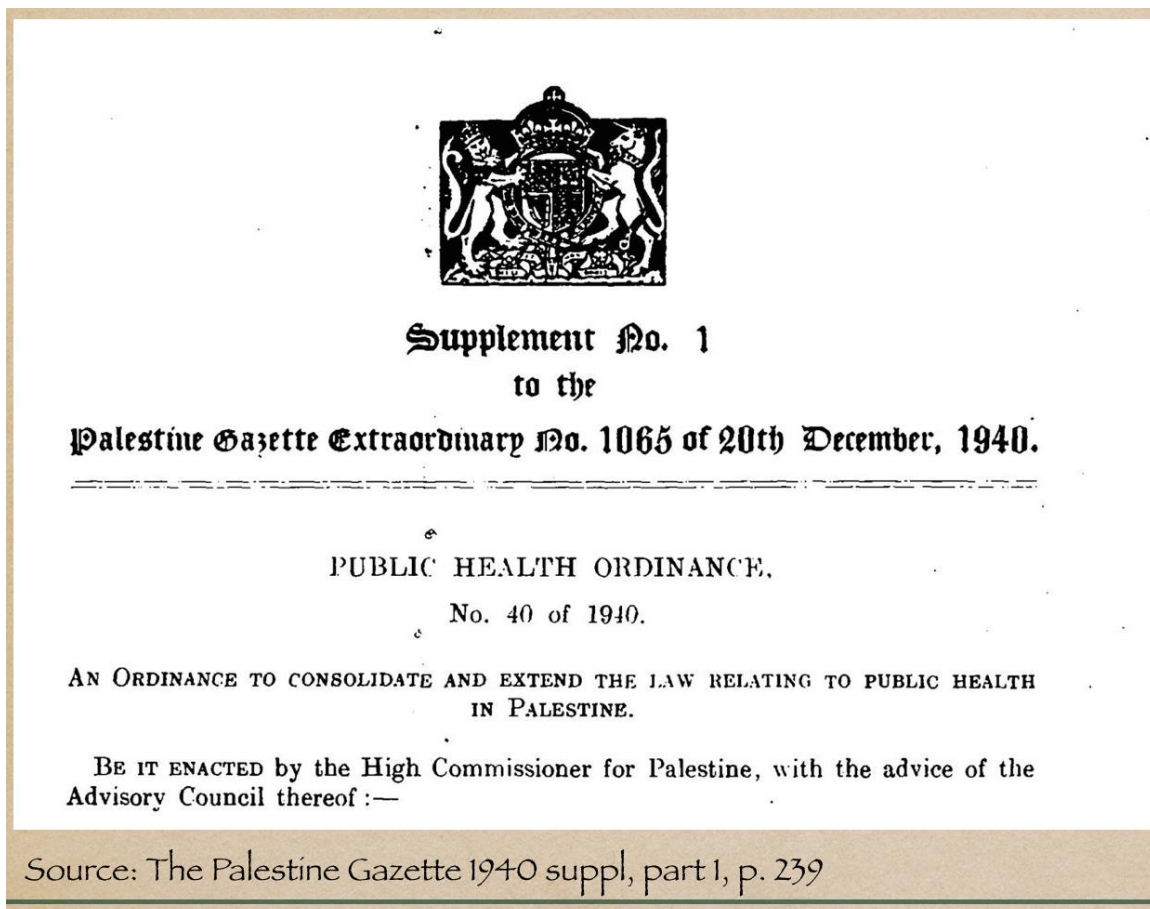 Supplement No. 1
to the
Palestine Gazette Extraordinary No. 1065 of 20th December, 1940.
PUBLIC HEALTH ORDINANCE.
No. 40 of 1940.
AN ORDINANCE TO CONSOLIDATE AND EXTEND THE LAW RELATING TO PUBLIC HEALTH
IN PALESTINE.
BE IT ENACTED by the High Commissioner for Palestine, with the advice of the
Advisory Council thereof :—
Source: The Palestine Gazette 1940 suppl, part 1, p. 239